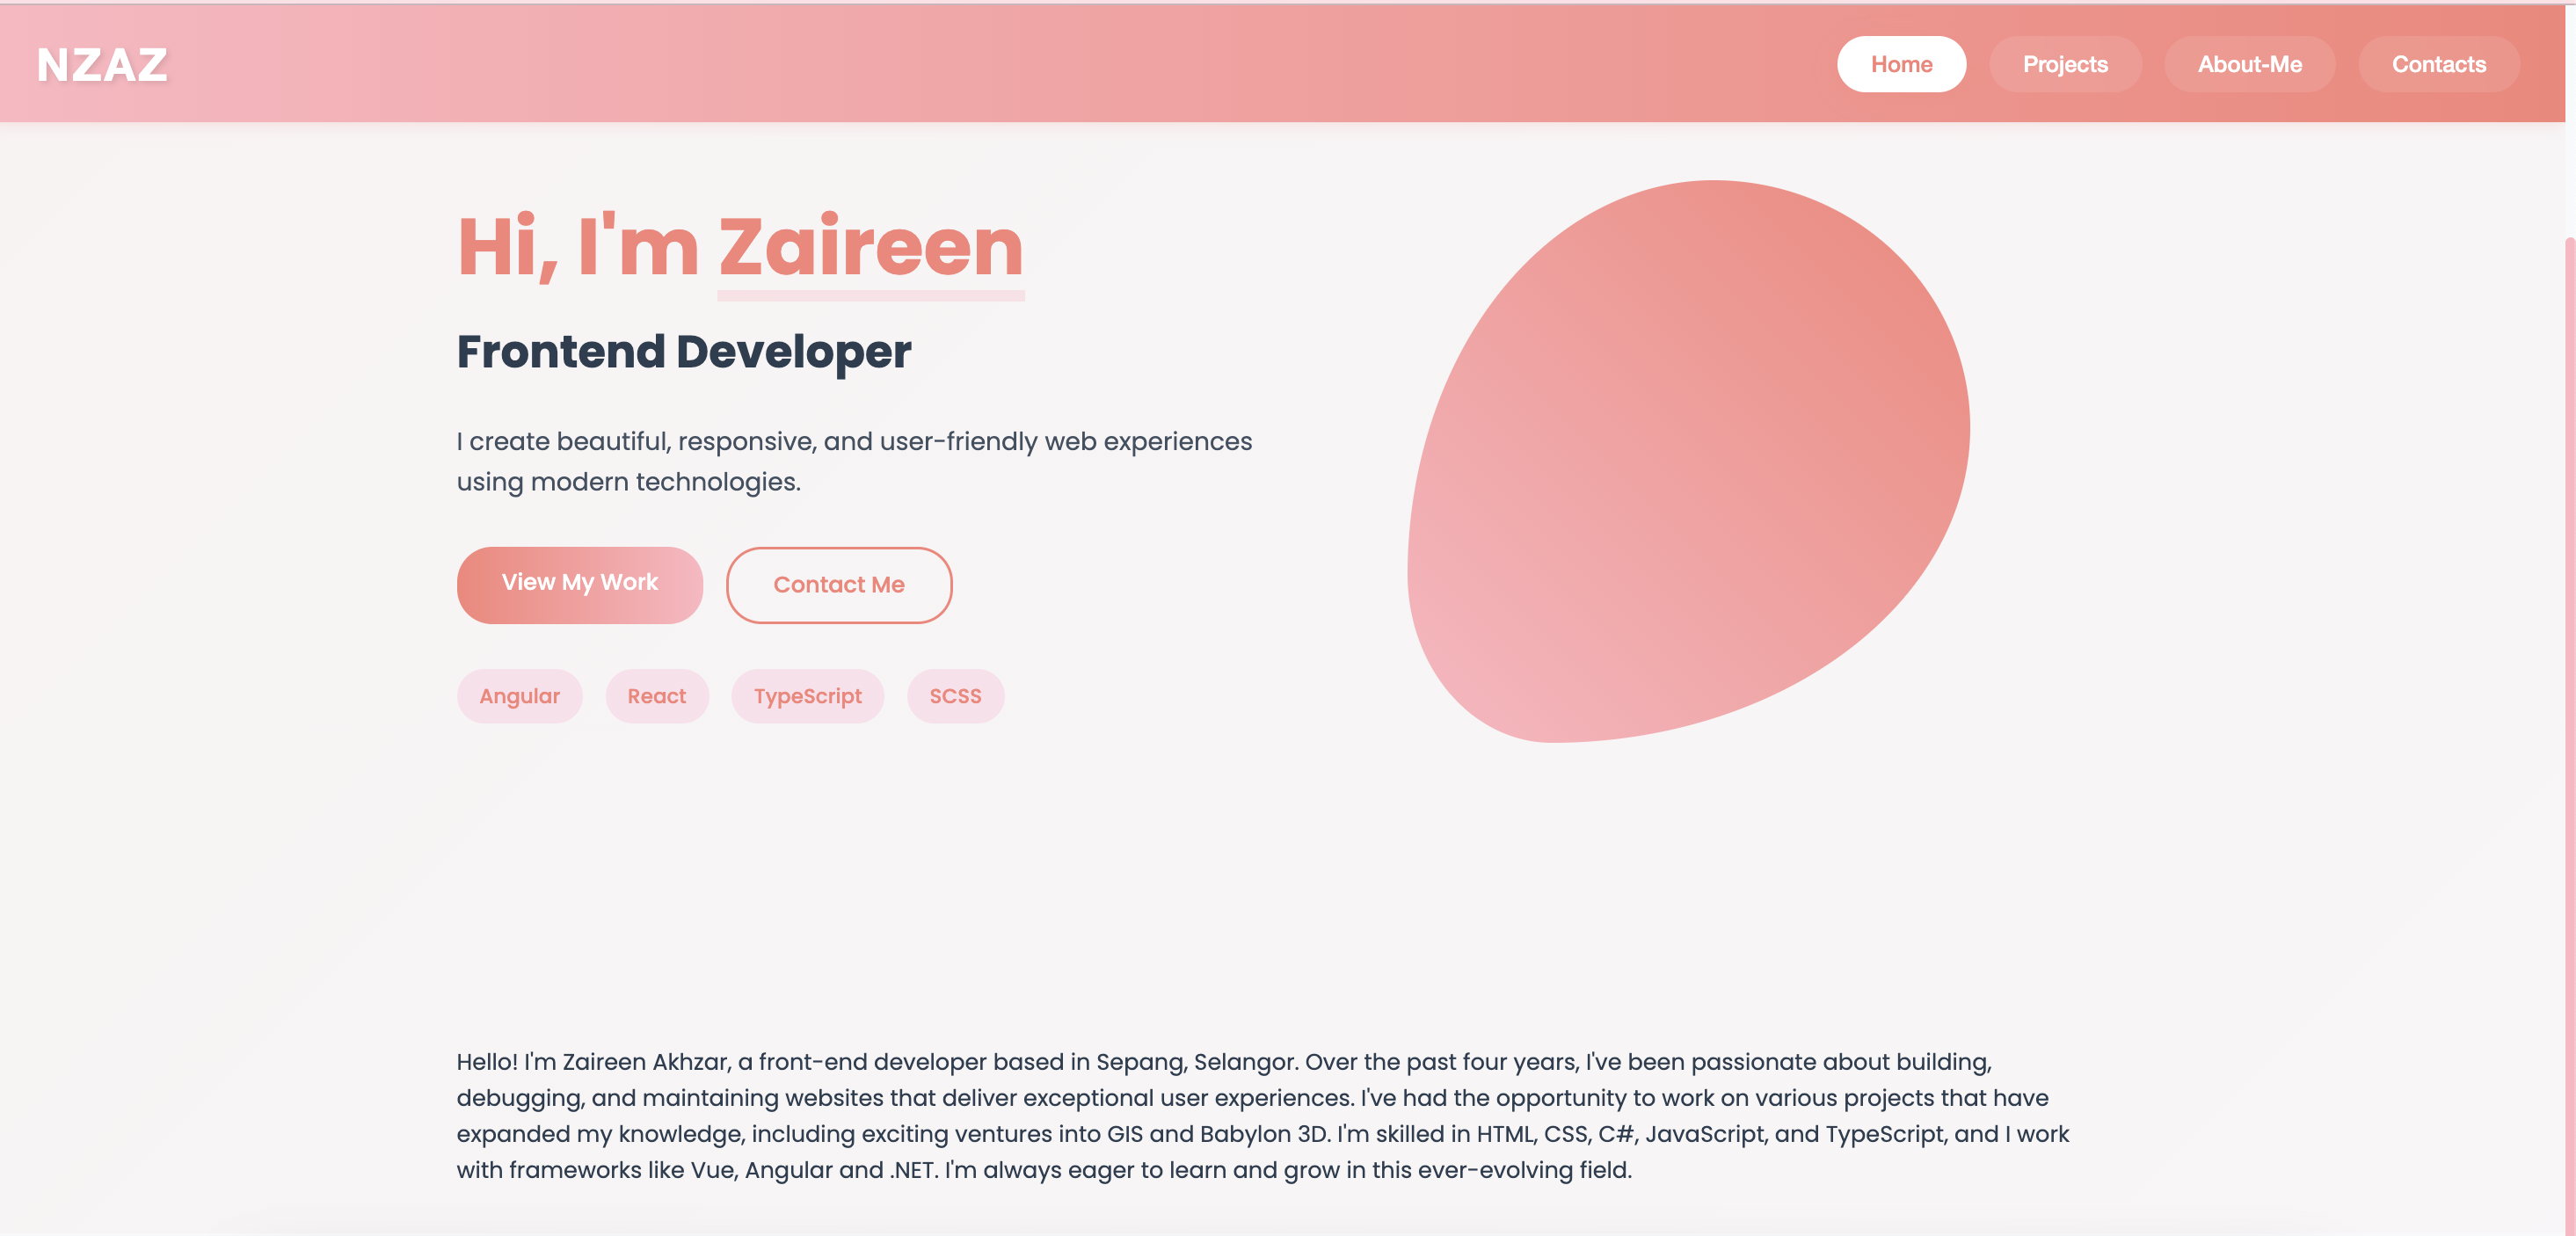 NZAZ
Home
Projects
About-Me
Contacts
Hi, I'm Zaireen
Frontend Developer
I create beautiful, responsive, and user-friendly web experiences
using modern technologies.
View My Work
Contact Me
Angular
React
TypeScript
SCSS
Hello! I'm Zaireen Akhzar, a front-end developer based in Sepang, Selangor. Over the past four years, I've been passionate about building,
debugging, and maintaining websites that deliver exceptional user experiences. I've had the opportunity to work on various projects that have
expanded my knowledge, including exciting ventures into GIS and Babylon 3D. I'm skilled in HTML, CSS, C#, JavaScript, and TypeScript, and I work
with frameworks like Vue, Angular and .NET. I'm always eager to learn and grow in this ever-evolving field.